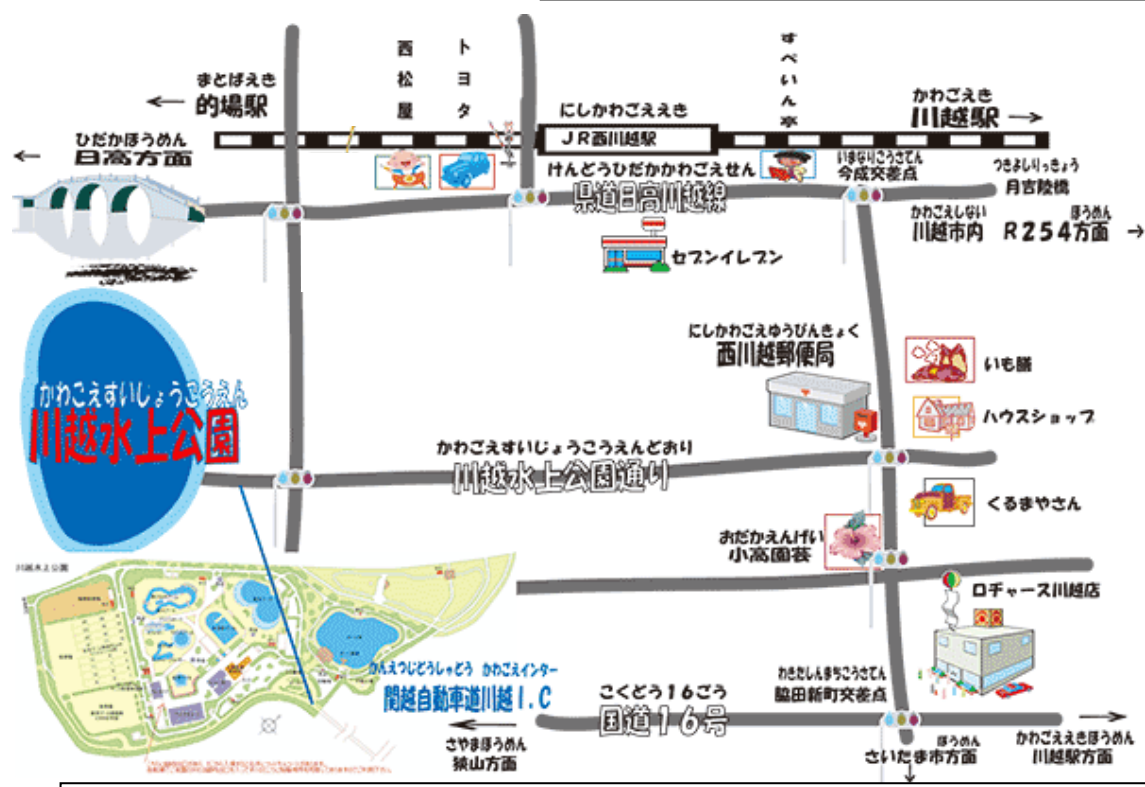 西松屋
トヨタ
すぺいん亭
まとばえき
← 的場駅
にしかわごええき
JR西川越駅
かわごええき
川越駅 →
ひだかほうめん
← 日高方面
けんどうひだかかわごえせん
県道日高川越線
いまなりこうさてん
今成交差点
つきよしりっきょう
月吉陸橋
かわごえしない ほうめん
川越市内 R254方面 →
セブンイレブン
にしかわごえゆうびんきょく
西川越郵便局
いも膳
ハウスショップ
かわごえすいじょうこうえん
川越水上公園
かわごえすいじょうこうえんどおり
川越水上公園通り
くるまやさん
おだかえんげい
小高園芸
川越水上公園
ロヂャース川越店
かんえつじどうしゃどう かわごえインター
関越自動車道川越I.C
こくどう16ごう
国道16号
わきだしんまちこうさてん
脇田新町交差点
さやまほうめん
狭山方面
ほうめん
さいたま市方面
かわごええきほうめん
川越駅方面